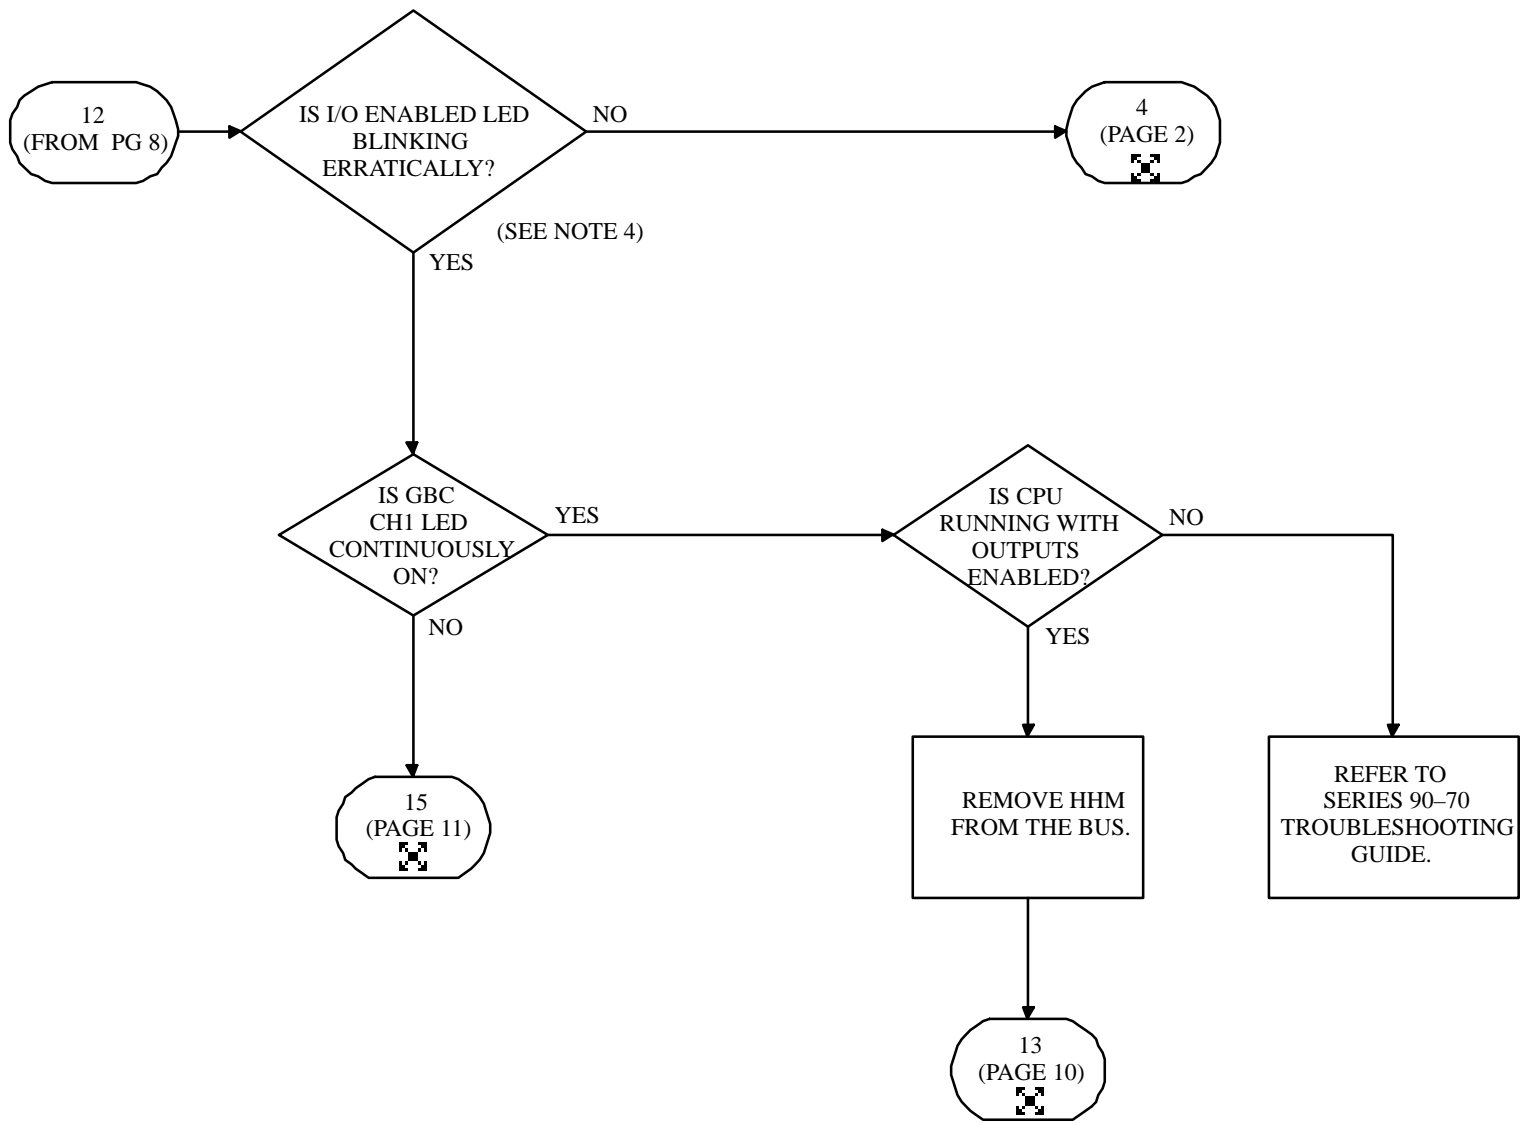 12
(FROM PG 8)
IS I/O ENABLED LED
BLINKING
ERRATICALLY?
NO
4
(PAGE 2)
(SEE NOTE 4)
YES
IS GBC
CH1 LED
CONTINUOUSLY
ON?
YES
NO
IS CPU
RUNNING WITH
OUTPUTS
ENABLED?
NO
YES
15
(PAGE 11)
REMOVE HHM
FROM THE BUS.
REFER TO
SERIES 90–70
TROUBLESHOOTING
GUIDE.
13
(PAGE 10)